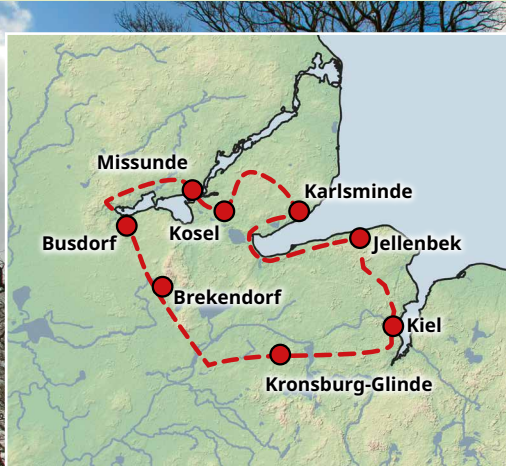 Missunde
Karlsminde
Kosel
Busdorf
Jellenbek
Brekendorf
Kiel
Kronsburg-Glinde